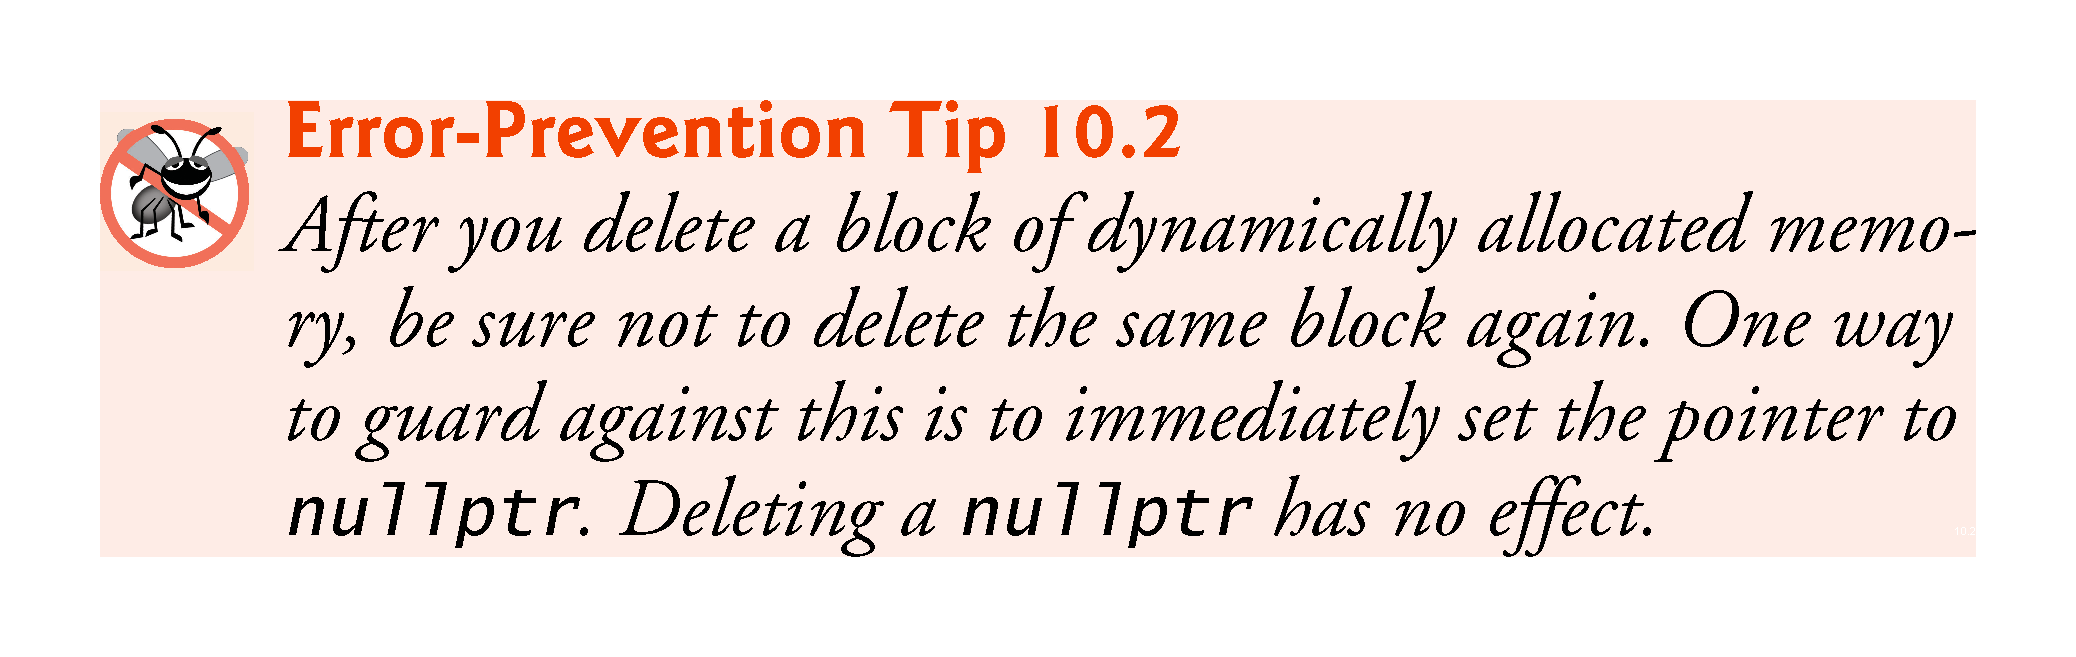 Error-Prevention Tip 10.2
After you delete a block of dynamically allocated memo-
ry, be sure not to delete the same block again. One way
to guard against this is to immediately set the pointer to
nullptr. Deleting a nullptr has no effect.
10.2